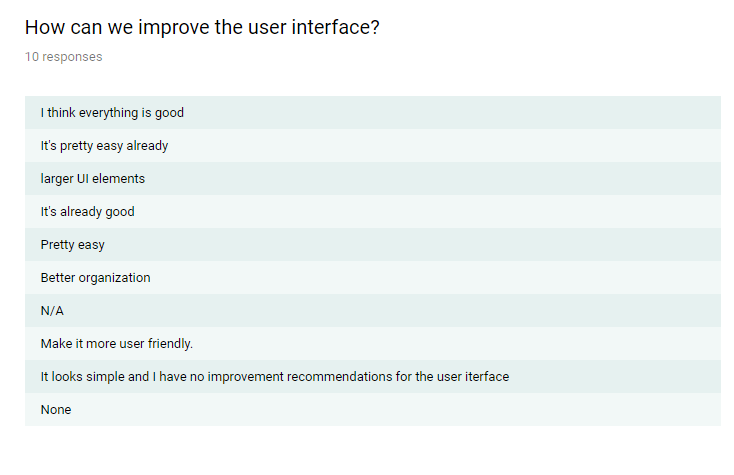 How can we improve the user interface?
10 responses
I think everything is good
It's pretty easy already
larger UI elements
It's already good
Pretty easy
Better organization
N/A
Make it more user friendly.
It looks simple and I have no improvement recommendations for the user iterface
None